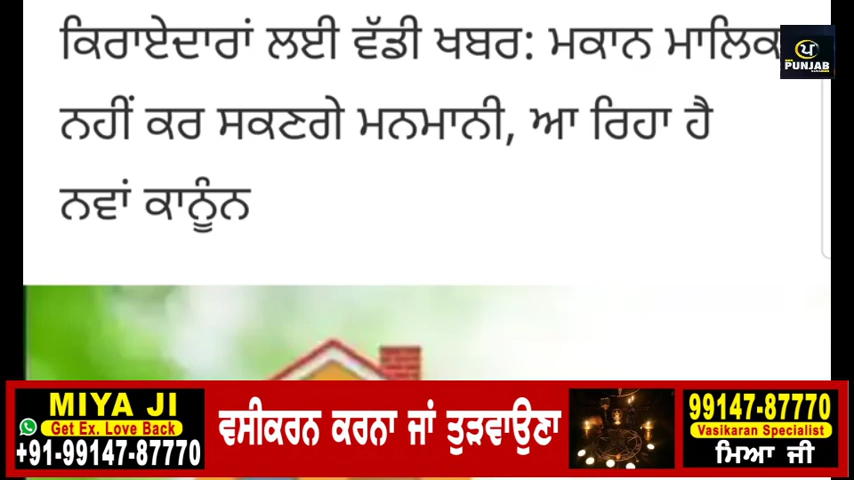 ਕਿਰਾਏਦਾਰਾਂ ਲਈ ਵੱਡੀ ਖਬਰ: ਮਕਾਨ ਮਾਲਿਕ
ਨਹੀਂ ਕਰ ਸਕਣਗੇ ਮਨਮਾਨੀ, ਆ ਰਿਹਾ ਹੈ
ਨਵਾਂ ਕਾਨੂੰਨ
ਪ
PUNJAB
MIYA JI
Get Ex. Love Back
+91-99147-87770
ਵਸੀਕਰਨ ਕਰਨਾ ਜਾਂ ਤੁੜਵਾਉਣਾ
99147-87770
Vasikaran Specialist
ਮਿਆ ਜੀ